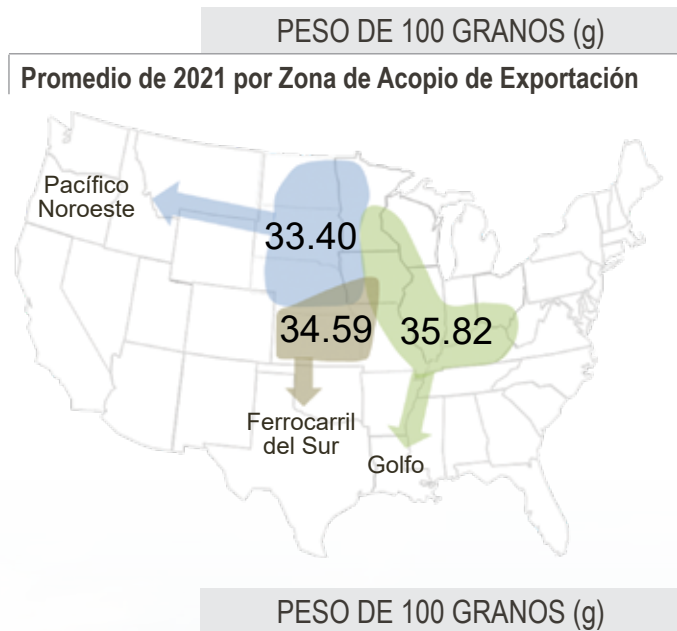 PESO DE 100 GRANOS (g)
Promedio de 2021 por Zona de Acopio de Exportación
Pacífico
Noroeste
33.40
34.59
35.82
Ferrocarril
del Sur
Golfo
PESO DE 100 GRANOS (g)